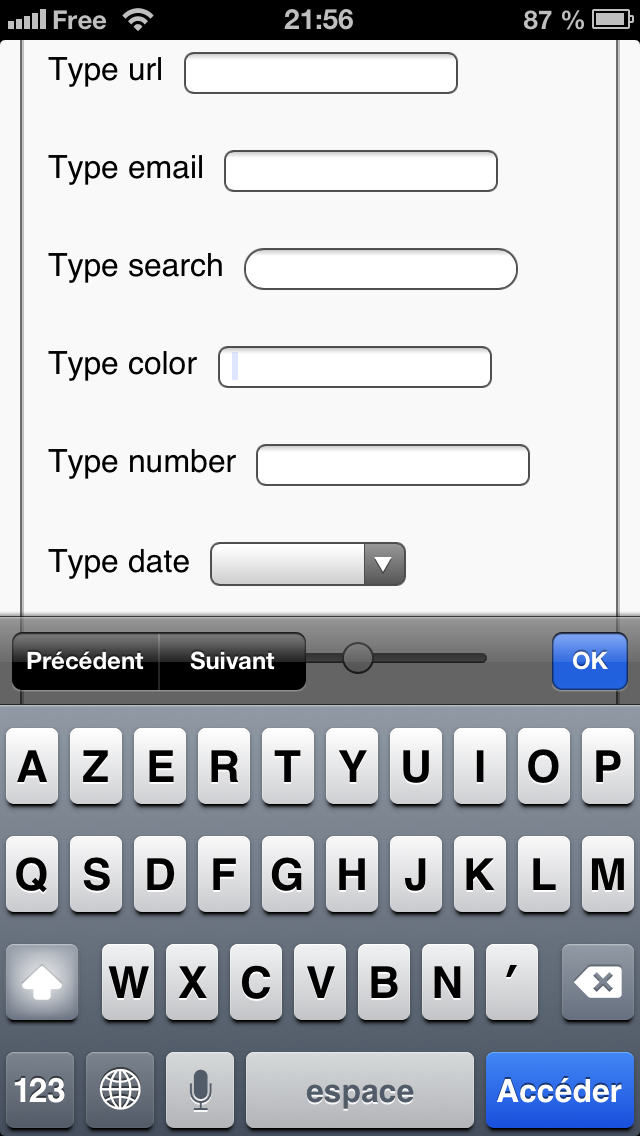 Free 21:56 87 %
Type url
Type email
Type search
Type color
Type number
Type date
Précédent Suivant OK
A Z E R T Y U I O P
Q S D F G H J K L M
W X C V B N ′
123 espace Accéder